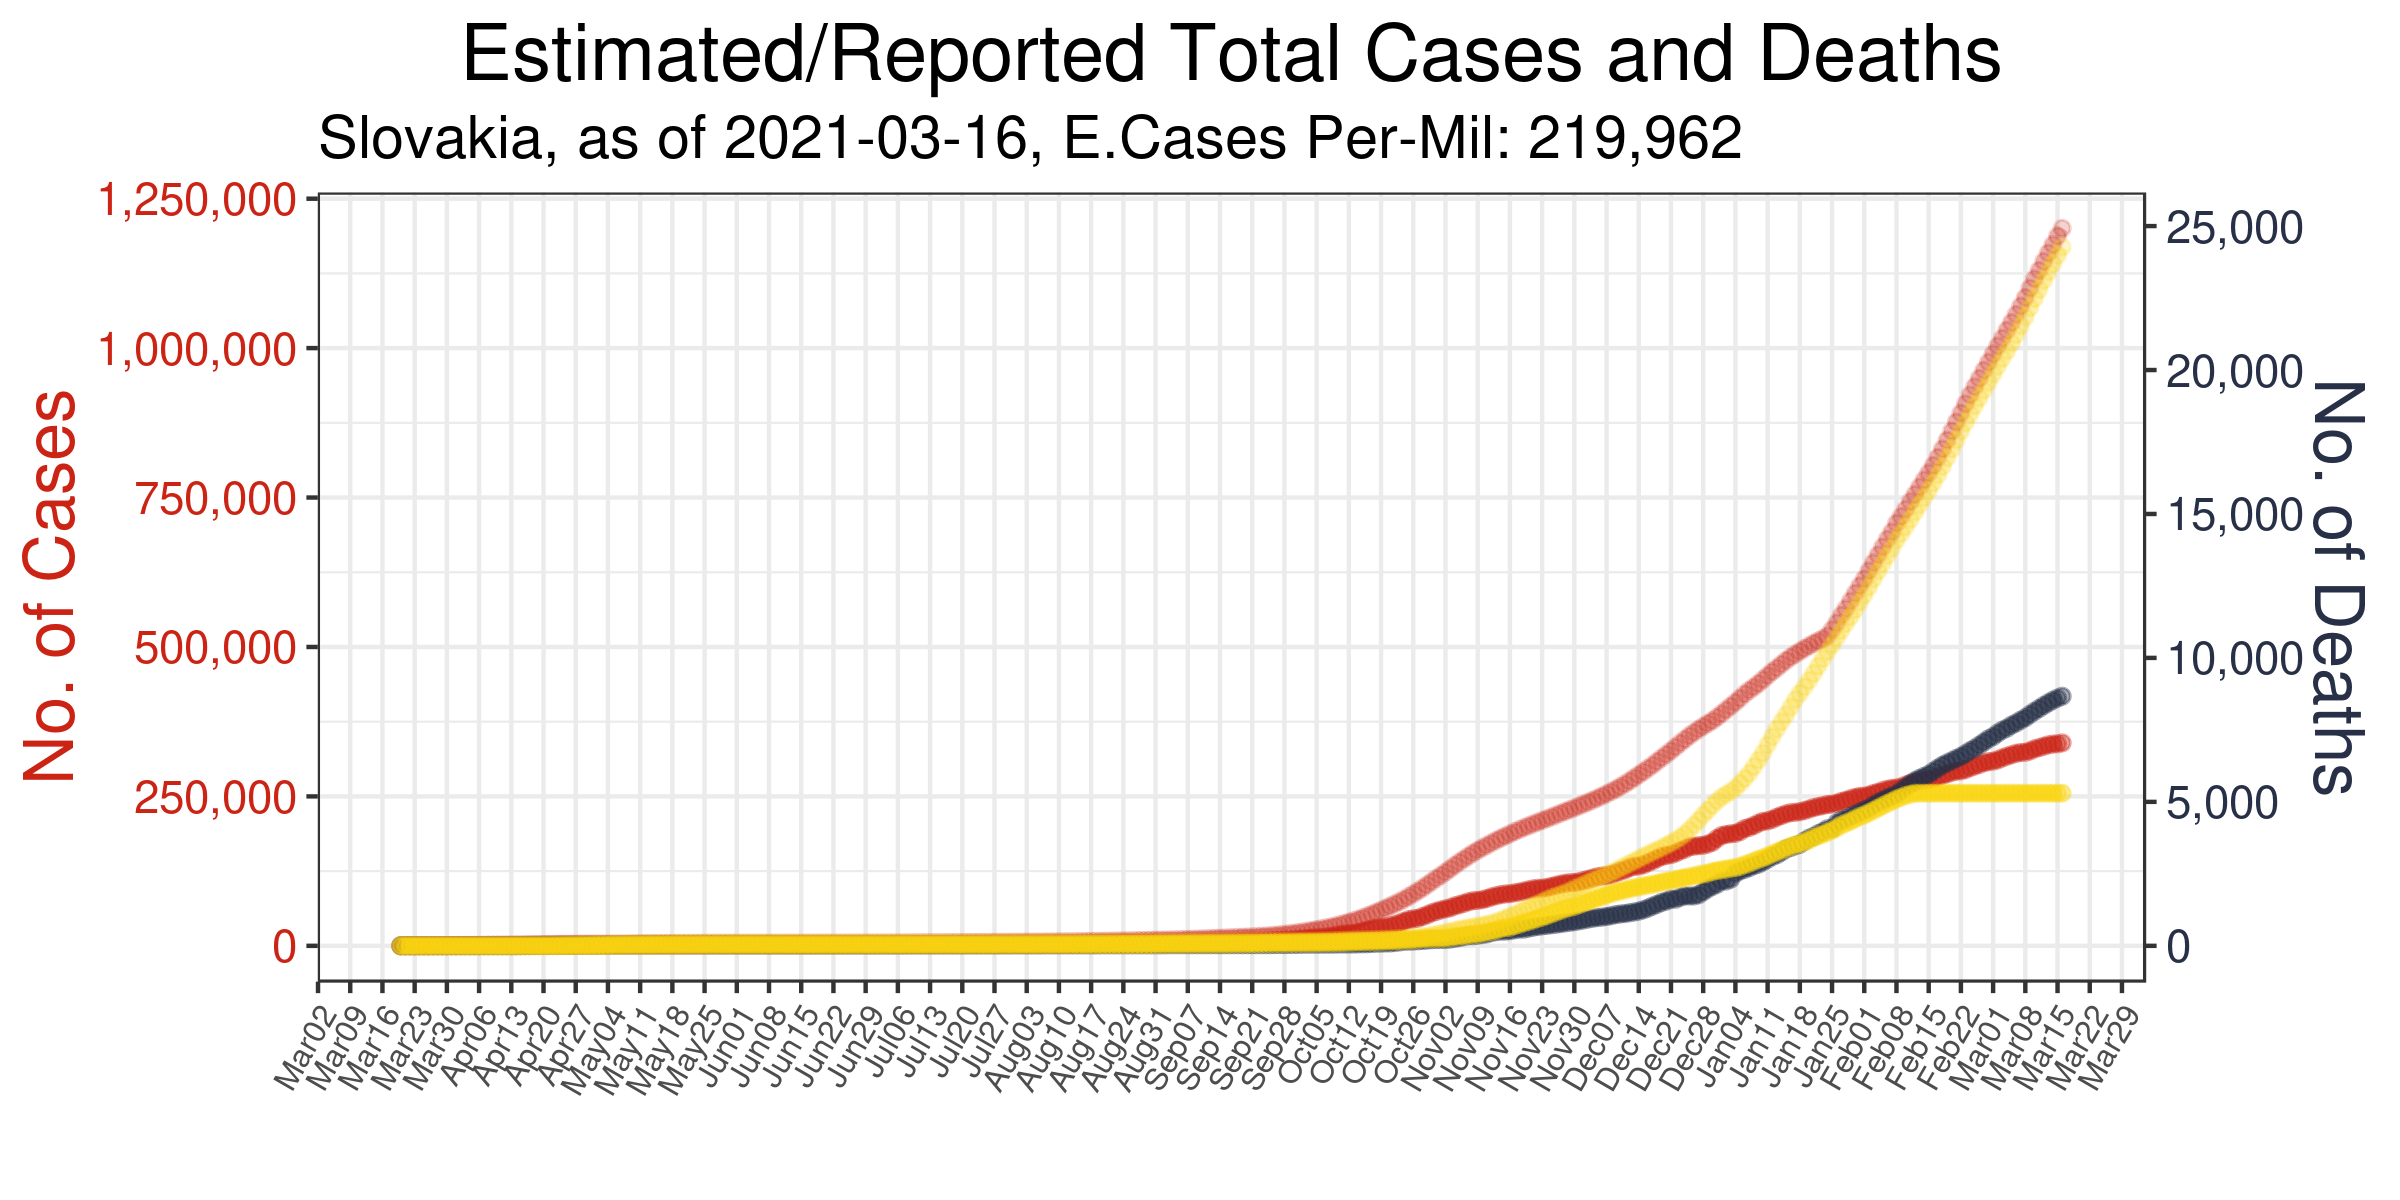 Estimated/Reported Total Cases and Deaths
Slovakia, as of 2021-03-16, E.Cases Per-Mil: 219,962
No. of Cases
1,250,000
1,000,000
750,000
500,000
250,000
0
25,000
20,000
15,000
10,000
5,000
0
No. of Deaths
Mar02
Mar09
Mar16
Mar23
Mar30
Apr06
Apr13
Apr20
Apr27
May04
May11
May18
May25
Jun01
Jun08
Jun15
Jun22
Jun29
Jul06
Jul13
Jul20
Jul27
Aug03
Aug10
Aug17
Aug24
Aug31
Sep07
Sep14
Sep21
Sep28
Oct05
Oct12
Oct19
Oct26
Nov02
Nov09
Nov16
Nov23
Nov30
Dec07
Dec14
Dec21
Dec28
Jan04
Jan11
Jan18
Jan25
Feb01
Feb08
Feb15
Feb22
Mar01
Mar08
Mar15
Mar22
Mar29